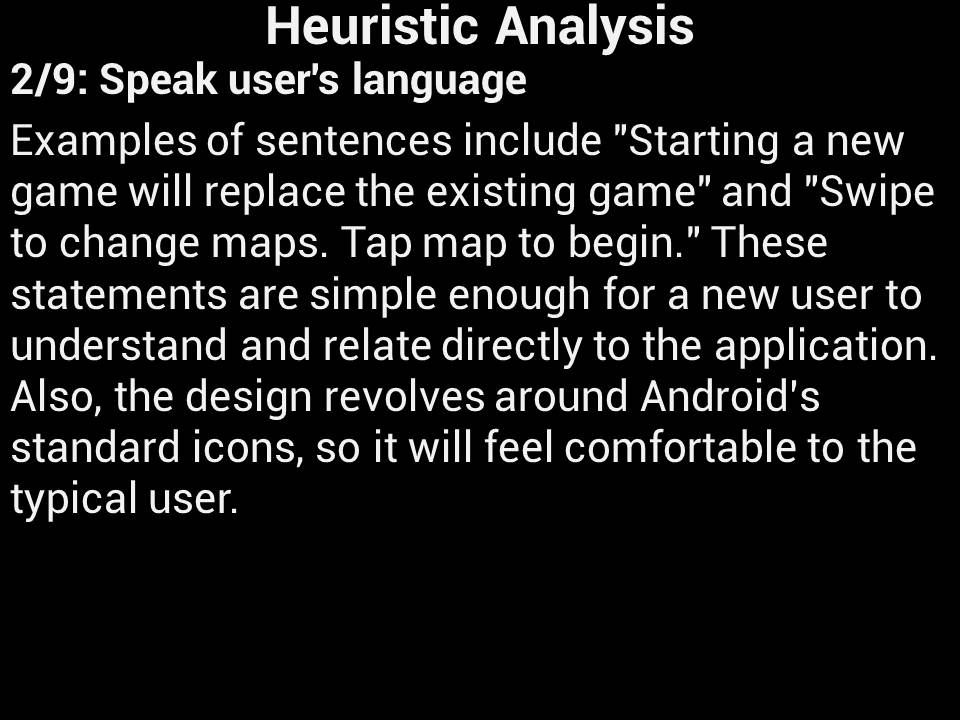 Heuristic Analysis
2/9: Speak user's language
Examples of sentences include "Starting a new
game will replace the existing game" and "Swipe
to change maps. Tap map to begin." These
statements are simple enough for a new user to
understand and relate directly to the application.
Also, the design revolves around Android's
standard icons, so it will feel comfortable to the
typical user.